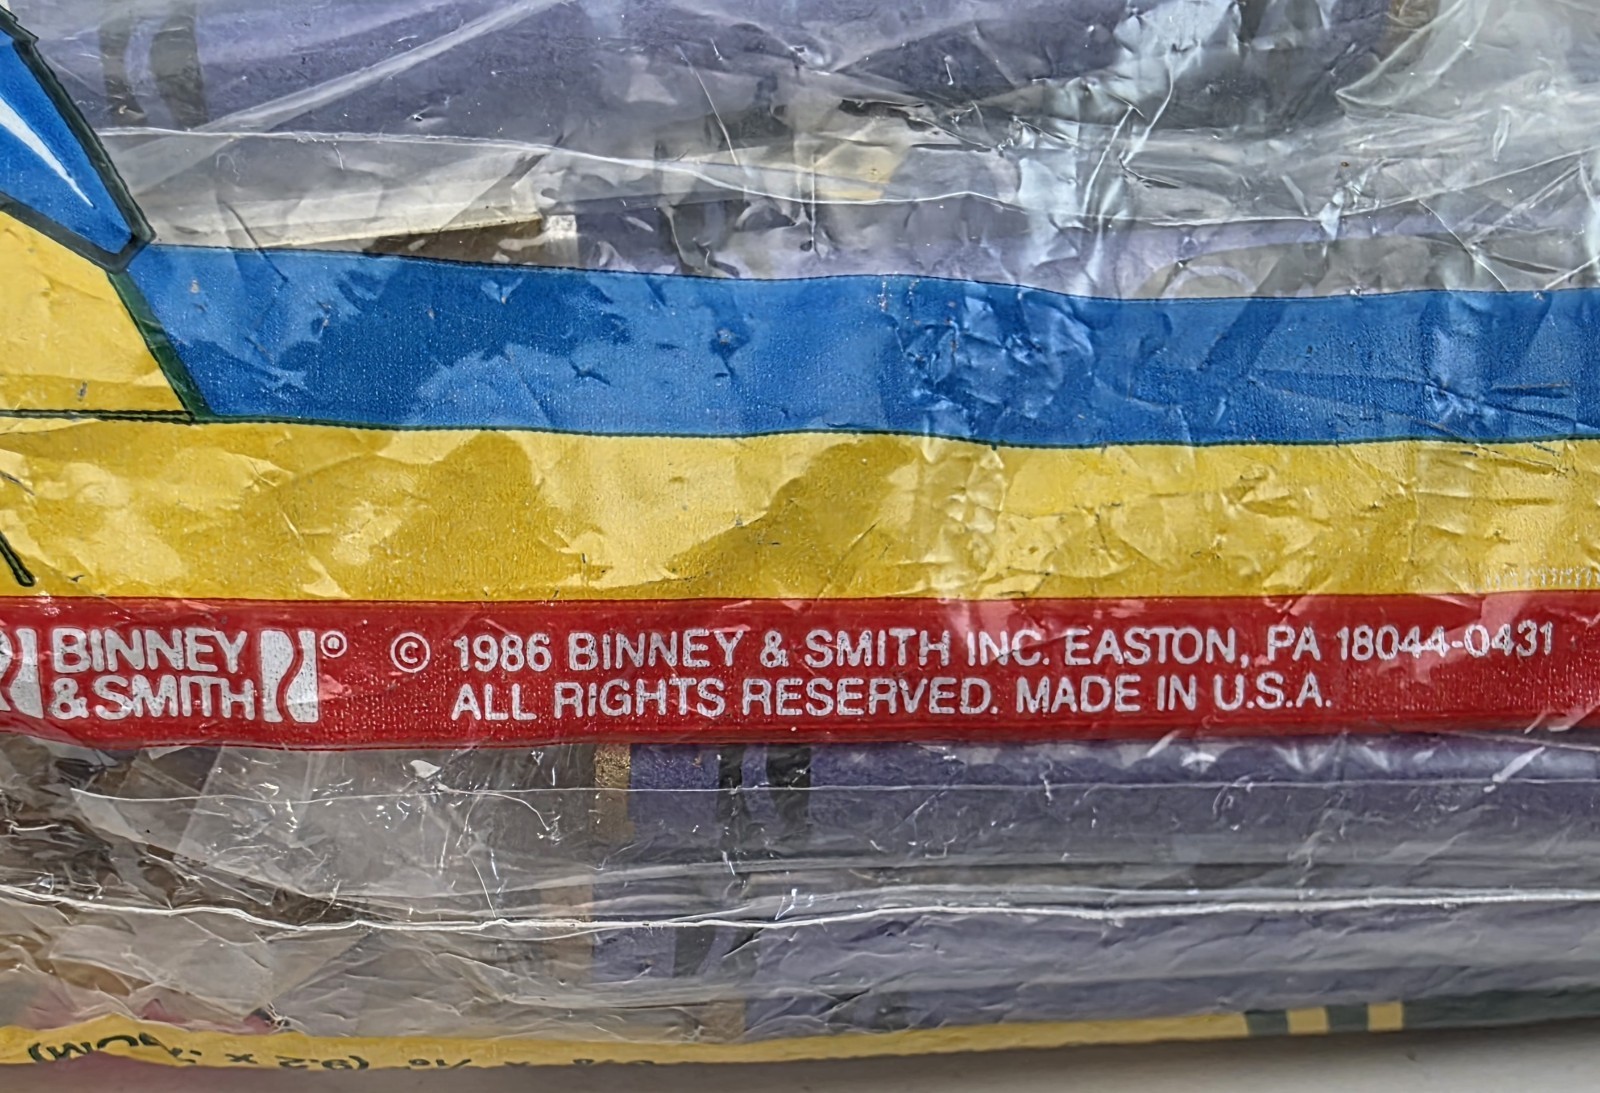 BINNEY
& SMITH
®
© 1986 BINNEY & SMITH INC. EASTON, PA 18044-0431
ALL RIGHTS RESERVED. MADE IN U.S.A.